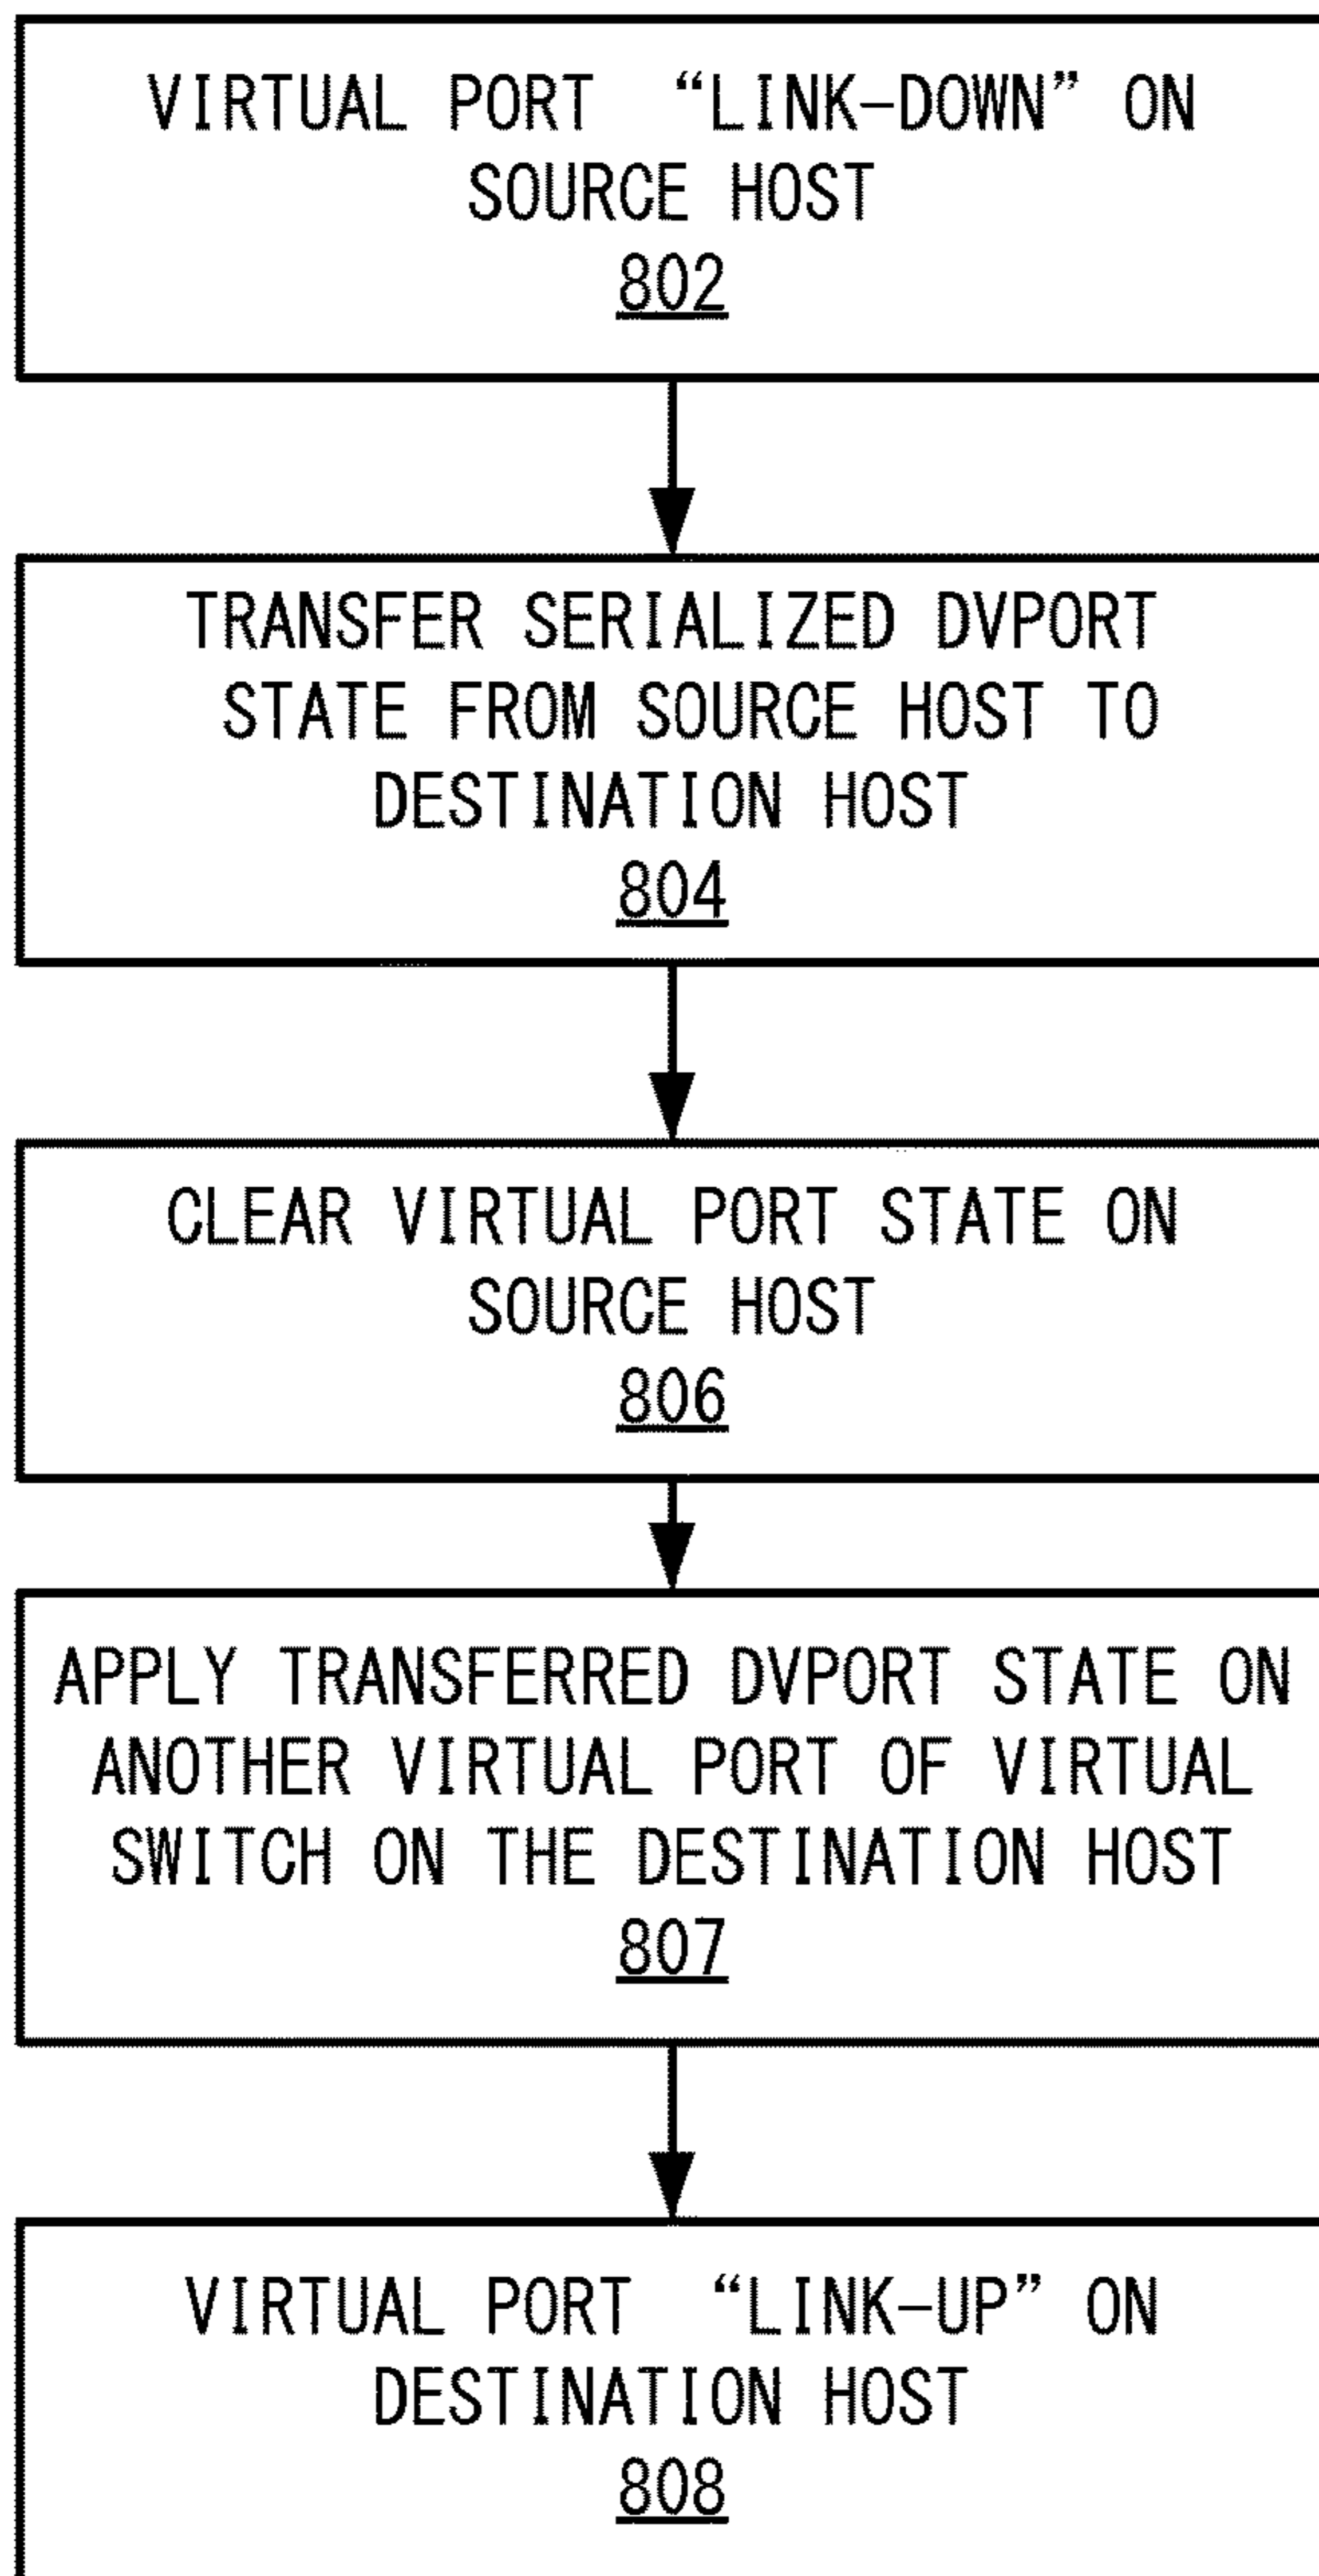 VIRTUAL PORT “LINK-DOWN” ON
SOURCE HOST
802
TRANSFER SERIALIZED DVPORT
STATE FROM SOURCE HOST TO
DESTINATION HOST
804
CLEAR VIRTUAL PORT STATE ON
SOURCE HOST
806
APPLY TRANSFERRED DVPORT STATE ON
ANOTHER VIRTUAL PORT OF VIRTUAL
SWITCH ON THE DESTINATION HOST
807
VIRTUAL PORT “LINK-UP” ON
DESTINATION HOST
808